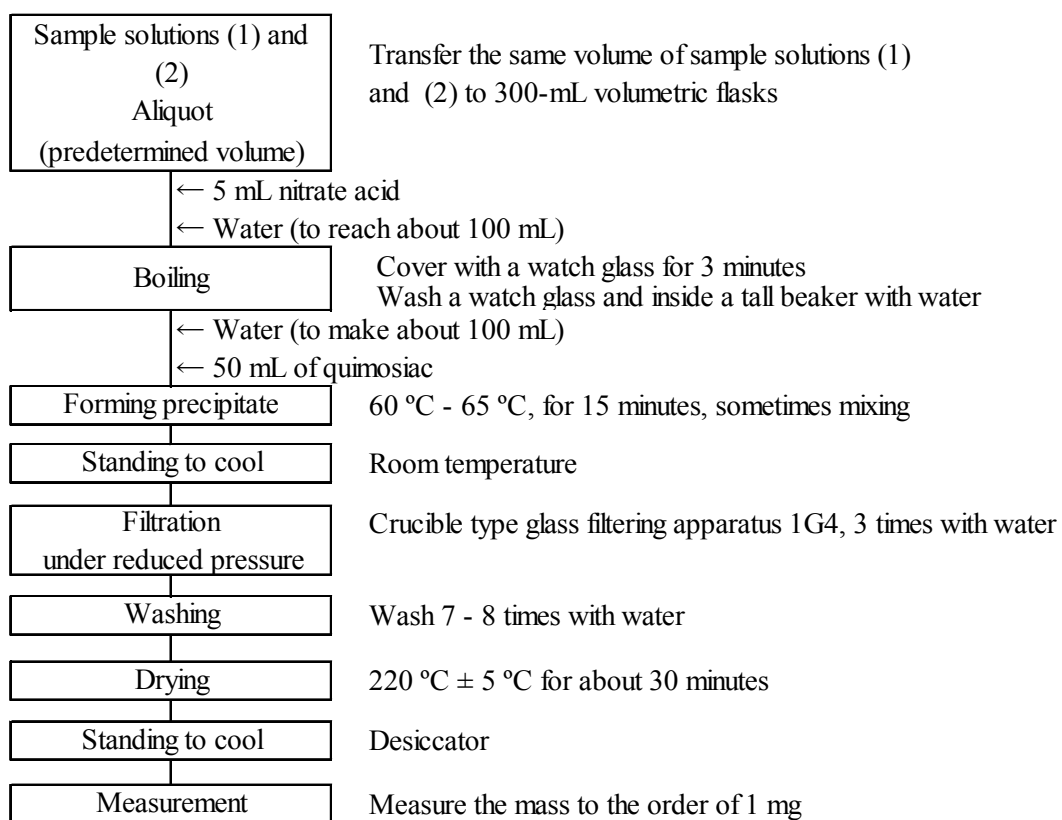 Sample solutions (1) and
(2)
Aliquot
(predetermined volume)
Transfer the same volume of sample solutions (1)
and (2) to 300-mL volumetric flasks
← 5 mL nitrate acid
← Water (to reach about 100 mL)
Boiling
Cover with a watch glass for 3 minutes
Wash a watch glass and inside a tall beaker with water
← Water (to make about 100 mL)
← 50 mL of quimosiac
Forming precipitate
60 ºC - 65 ºC, for 15 minutes, sometimes mixing
Standing to cool
Room temperature
Filtration
under reduced pressure
Crucible type glass filtering apparatus 1G4, 3 times with water
Washing
Wash 7 - 8 times with water
Drying
220 ºC ± 5 ºC for about 30 minutes
Standing to cool
Desiccator
Measurement
Measure the mass to the order of 1 mg